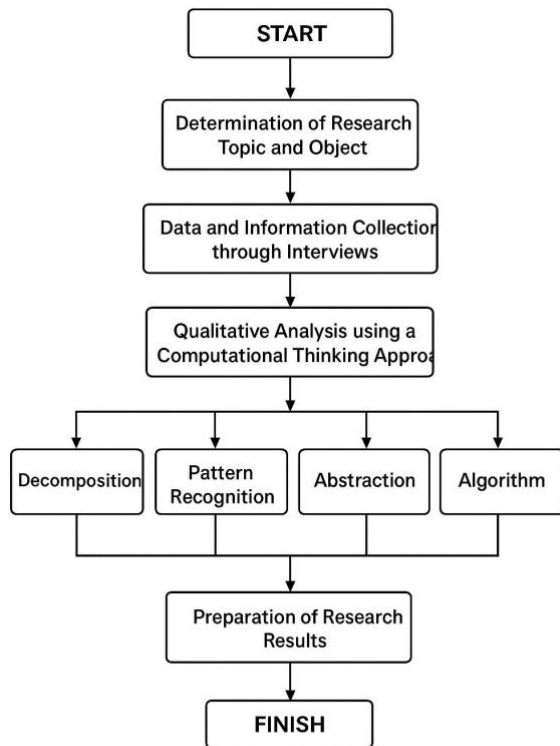 START
Determination of Research
Topic and Object
Data and Information Collection
through Interviews
Qualitative Analysis using a
Computational Thinking Approa
Decomposition
Pattern
Recognition
Abstraction
Algorithm
Preparation of Research
Results
FINISH